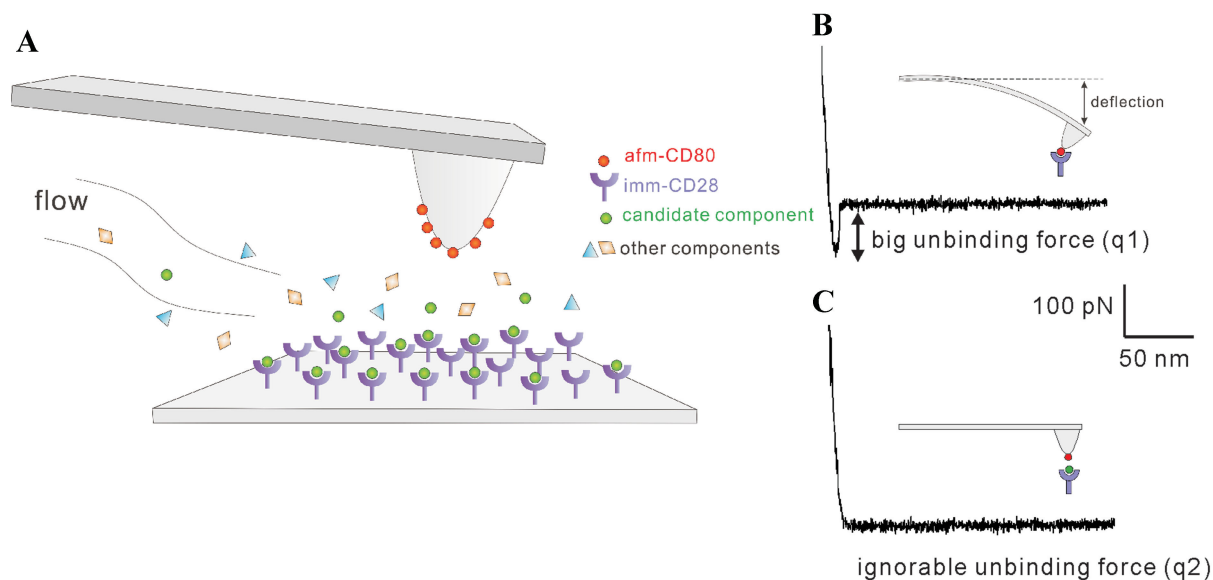 A
flow
afm-CD80
imm-CD28
candidate component
other components
B
deflection
big unbinding force (q1)
C
100 pN
50 nm
ignorable unbinding force (q2)